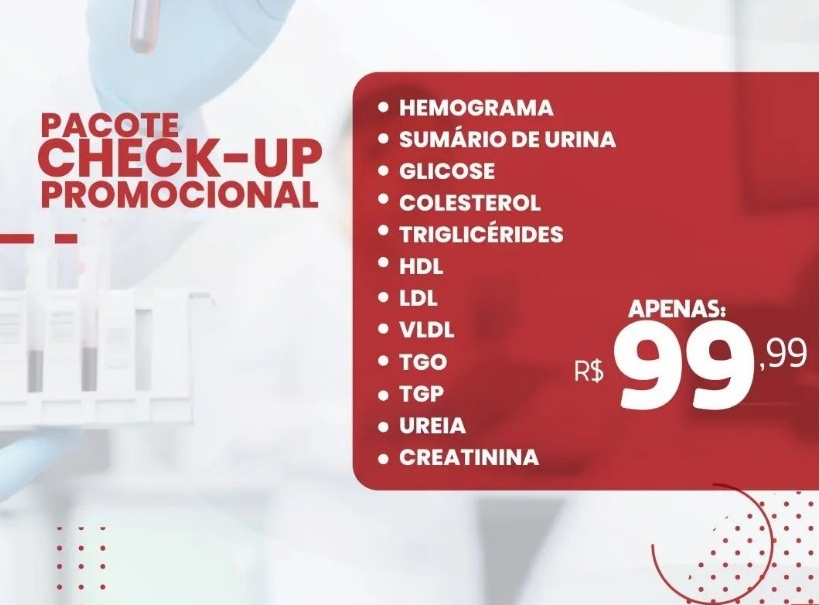 PACOTE
CHECK-UP
PROMOCIONAL
• HEMOGRAMA
• SUMÁRIO DE URINA
• GLICOSE
• COLESTEROL
• TRIGLICÉRIDES
• HDL
• LDL
• VLDL
• TGO
• TGP
• UREIA
• CREATININA
APENAS:
R$ 99,99